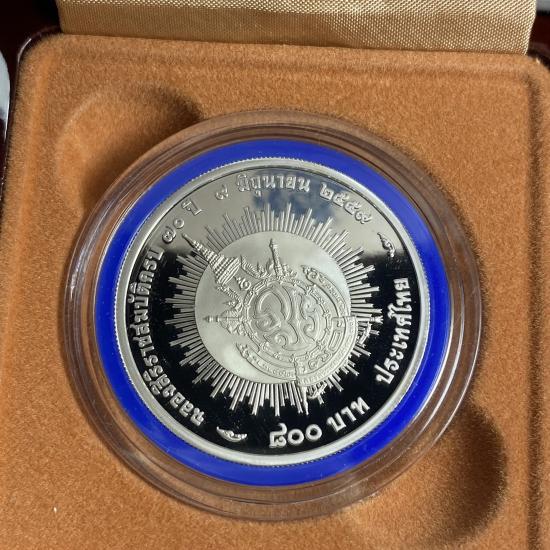 ฉลองสิริราชสมบัติครบ ๗๐ ปี ๙ มิถุนายน ๒๕๕๙
๘๐๐ บาท ประเทศไทย